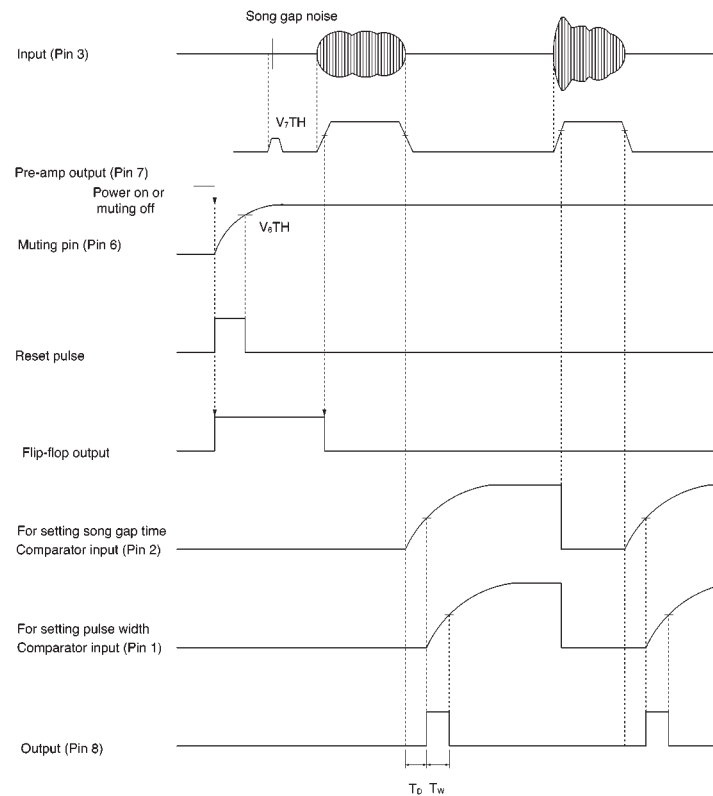 Song gap noise
Input (Pin 3)
V₇TH
Pre-amp output (Pin 7)
Power on or
muting off
V₆TH
Muting pin (Pin 6)
Reset pulse
Flip-flop output
For setting song gap time
Comparator input (Pin 2)
For setting pulse width
Comparator input (Pin 1)
Output (Pin 8)
T_D T_W